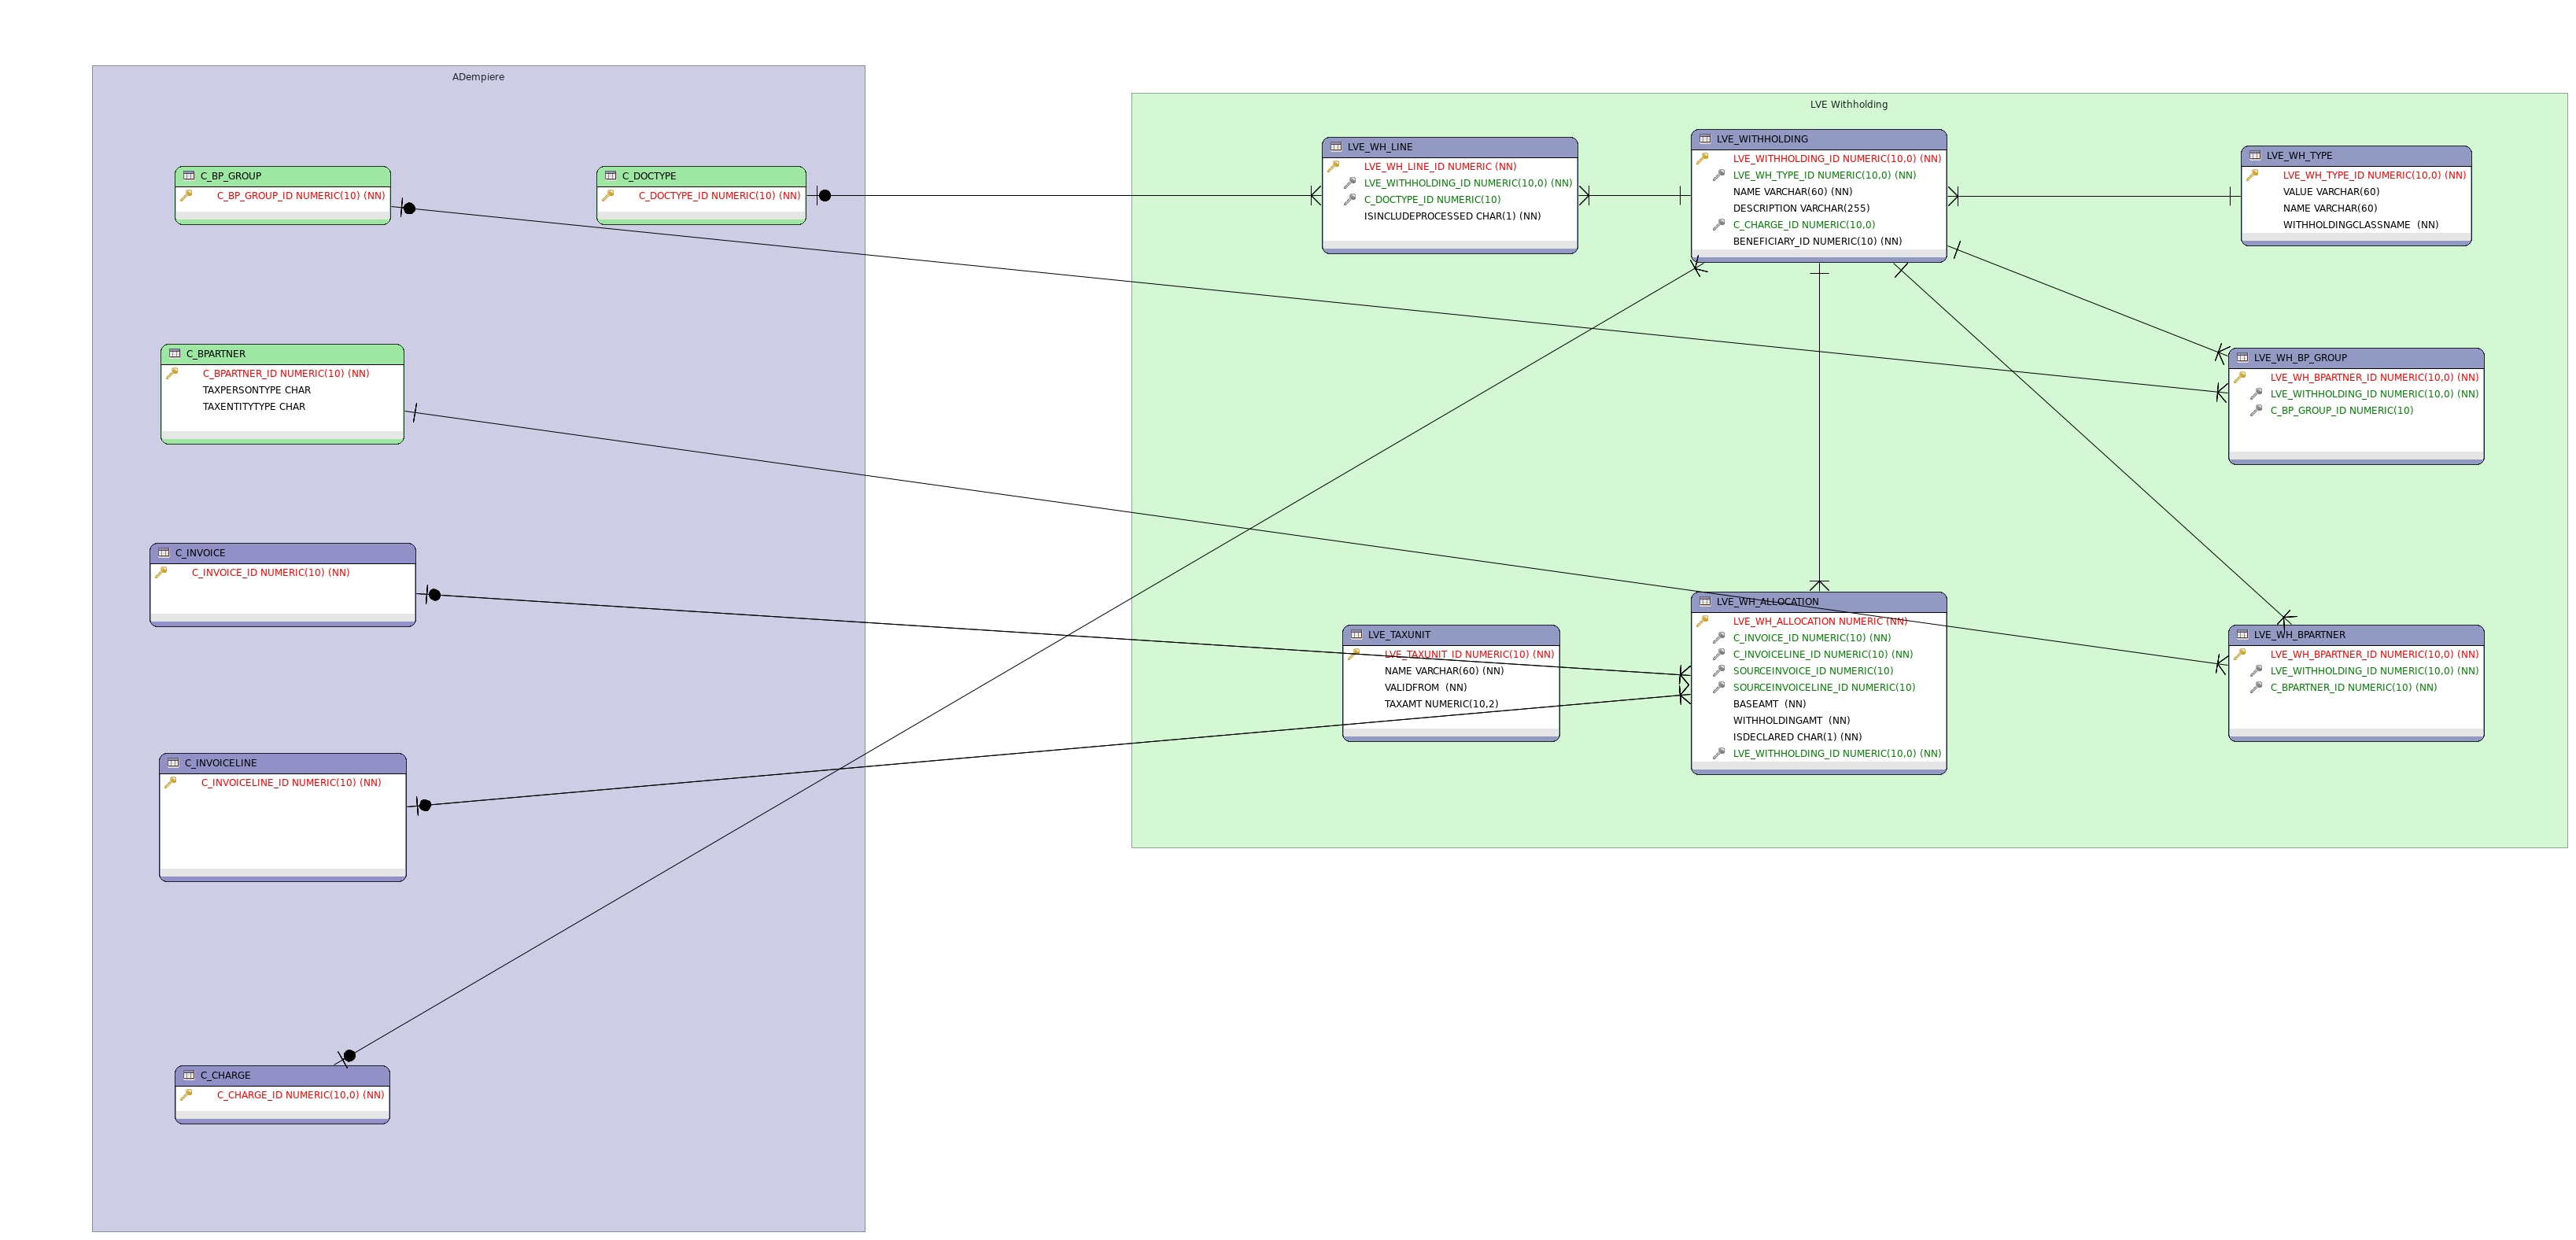 ADempiere
C_BP_GROUP
C_BP_GROUP_ID NUMERIC(10) (NN)
C_DOCTYPE
C_DOCTYPE_ID NUMERIC(10) (NN)
C_BPARTNER
C_BPARTNER_ID NUMERIC(10) (NN)
TAXPERSONTYPE CHAR
TAXENTITYTYPE CHAR
C_INVOICE
C_INVOICE_ID NUMERIC(10) (NN)
C_INVOICELINE
C_INVOICELINE_ID NUMERIC(10) (NN)
C_CHARGE
C_CHARGE_ID NUMERIC(10,0) (NN)
LVE Withholding
LVE_WH_LINE
LVE_WH_LINE_ID NUMERIC (NN)
LVE_WITHHOLDING_ID NUMERIC(10,0) (NN)
C_DOCTYPE_ID NUMERIC(10)
ISINCLUDEPROCESSED CHAR(1) (NN)
LVE_WITHHOLDING
LVE_WITHHOLDING_ID NUMERIC(10,0) (NN)
LVE_WH_TYPE_ID NUMERIC(10,0) (NN)
NAME VARCHAR(60) (NN)
DESCRIPTION VARCHAR(255)
C_CHARGE_ID NUMERIC(10,0)
BENEFICIARY_ID NUMERIC(10) (NN)
LVE_WH_TYPE
LVE_WH_TYPE_ID NUMERIC(10,0) (NN)
VALUE VARCHAR(60)
NAME VARCHAR(60)
WITHHOLDINGCLASSNAME (NN)
LVE_WH_BP_GROUP
LVE_WH_BPARTNER_ID NUMERIC(10,0) (NN)
LVE_WITHHOLDING_ID NUMERIC(10,0) (NN)
C_BP_GROUP_ID NUMERIC(10)
LVE_TAXUNIT
LVE_TAXUNIT_ID NUMERIC(10) (NN)
NAME VARCHAR(60) (NN)
VALIDFROM (NN)
TAXAMT NUMERIC(10,2)
LVE_WH_ALLOCATION
LVE_WH_ALLOCATION NUMERIC (NN)
C_INVOICE_ID NUMERIC(10) (NN)
C_INVOICELINE_ID NUMERIC(10) (NN)
SOURCEINVOICE_ID NUMERIC(10)
SOURCEINVOICELINE_ID NUMERIC(10)
BASEAMT (NN)
WITHHOLDINGAMT (NN)
ISDECLARED CHAR(1) (NN)
LVE_WITHHOLDING_ID NUMERIC(10,0) (NN)
LVE_WH_BPARTNER
LVE_WH_BPARTNER_ID NUMERIC(10,0) (NN)
LVE_WITHHOLDING_ID NUMERIC(10,0) (NN)
C_BPARTNER_ID NUMERIC(10) (NN)